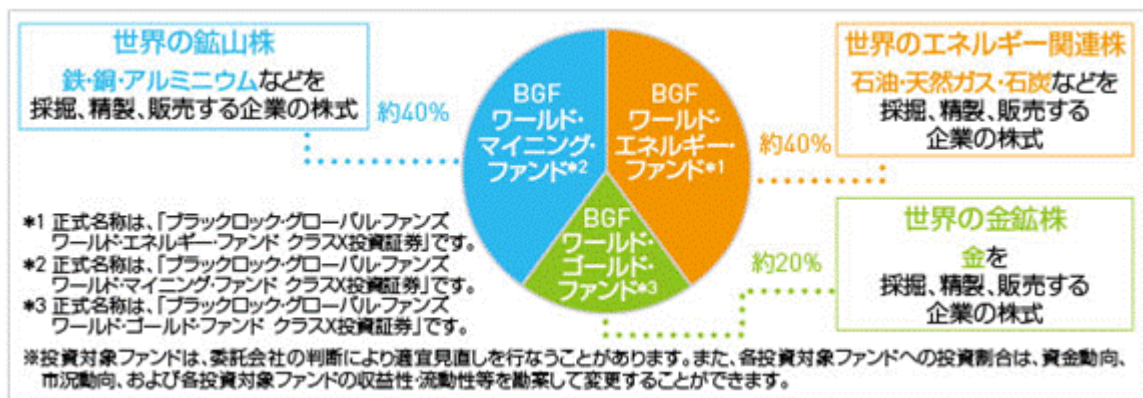 世界の鉱山株
鉄・銅・アルミニウムなどを
採掘、精製、販売する企業の株式
約40%
BGF
ワールド・
マイニング・
ファンド*2
BGF
ワールド・
エネルギー・
ファンド*1
BGF
ワールド・
ゴールド・
ファンド*3
世界のエネルギー関連株
石油・天然ガス・石炭などを
採掘、精製、販売する
企業の株式
約40%
世界の金鉱株
金を
採掘、精製、販売する
企業の株式
約20%
*1 正式名称は、「ブラックロック・グローバル・ファンズ
ワールド・エネルギー・ファンド クラスX投資証券」です。
*2 正式名称は、「ブラックロック・グローバル・ファンズ
ワールド・マイニング・ファンド クラスX投資証券」です。
*3 正式名称は、「ブラックロック・グローバル・ファンズ
ワールド・ゴールド・ファンド クラスX投資証券」です。
※投資対象ファンドは、委託会社の判断により適宜見直しを行なうことがあります。また、各投資対象ファンドへの投資割合は、資金動向、
市況動向、および各投資対象ファンドの収益性・流動性等を勘案して変更することができます。